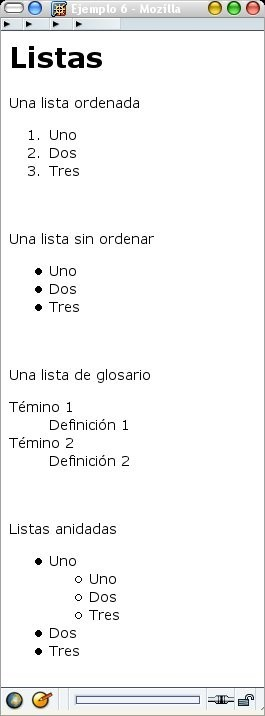 Ejemplo 6 - Mozilla
Listas
Una lista ordenada
1. Uno
2. Dos
3. Tres
Una lista sin ordenar
• Uno
• Dos
• Tres
Una lista de glosario
Témino 1
Definición 1
Témino 2
Definición 2
Listas anidadas
• Uno
○ Uno
○ Dos
○ Tres
• Dos
• Tres